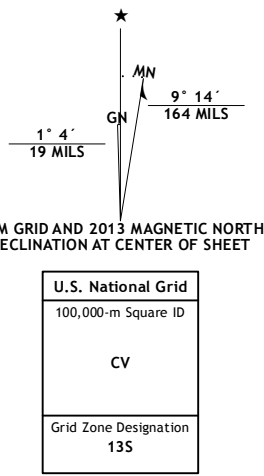 ★
MN
GN
9° 14´
164 MILS
1° 4´
19 MILS
M GRID AND 2013 MAGNETIC NORTH
ECLINATION AT CENTER OF SHEET
U.S. National Grid
100,000-m Square ID
CV
Grid Zone Designation
13S